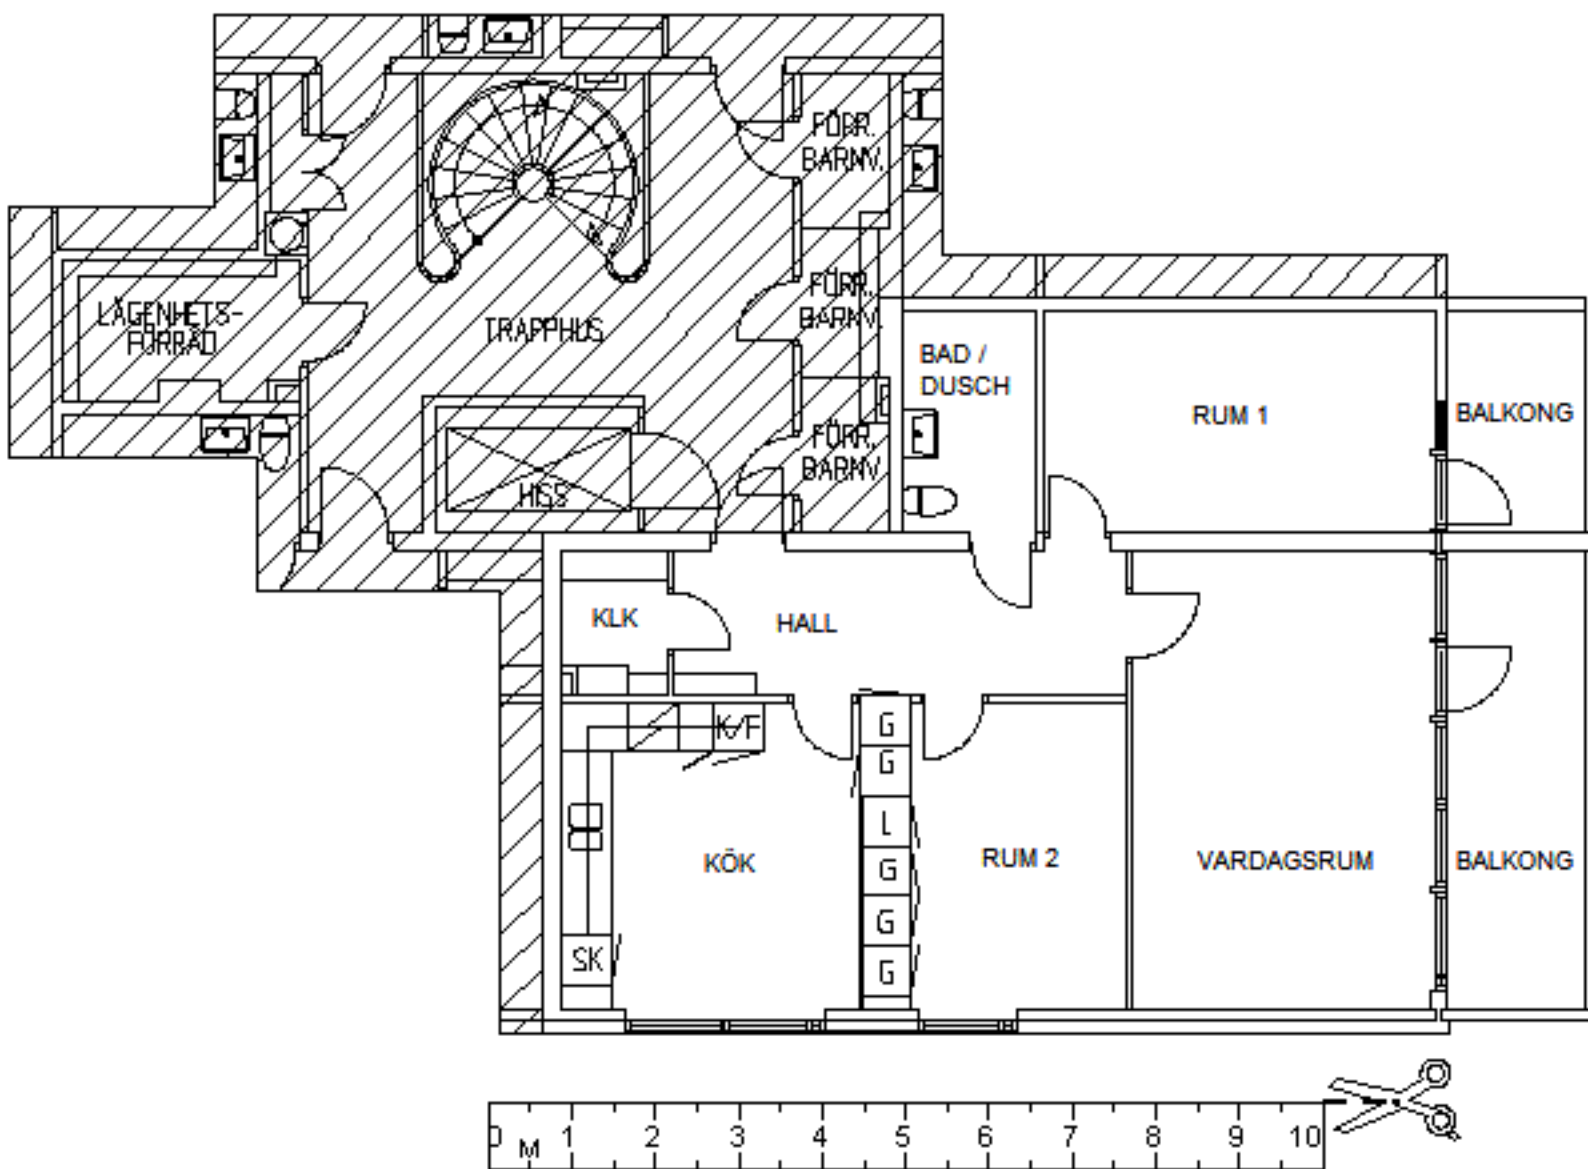 FÖRR.
BARNV.
LÄGENHETS-
FÖRRÅD
TRAPPHUS
FÖRR.
BARNV.
BAD /
DUSCH
RUM 1
BALKONG
FÖRR.
BARNV
HISS
KLK
HALL
K/F
G
G
L
G
G
G
KÖK
RUM 2
VARDAGSRUM
BALKONG
SK
0 M 1 2 3 4 5 6 7 8 9 10